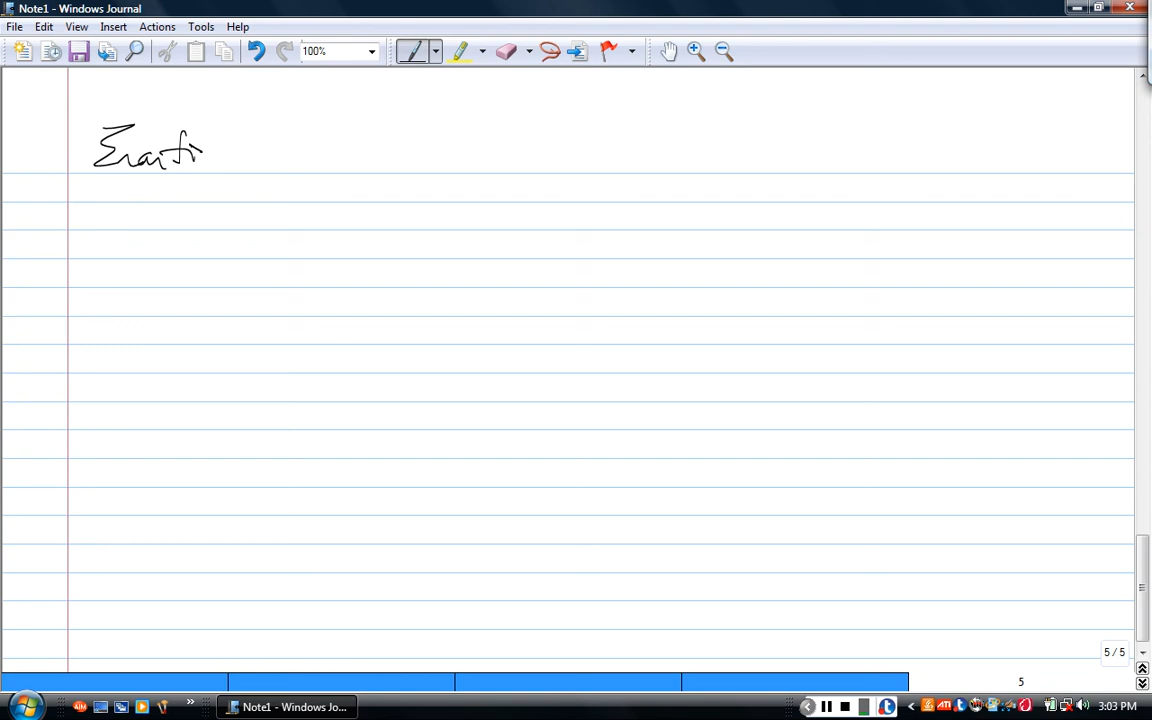 Note1 - Windows Journal
File Edit View Insert Actions Tools Help
100%
5 / 5
5
Note1 - Windows Jo...
3:03 PM